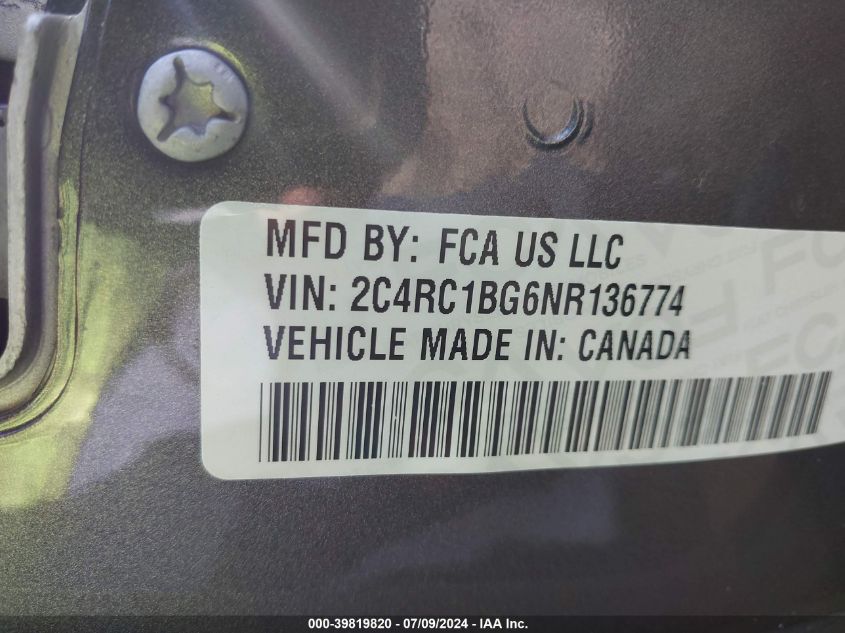 MFD BY: FCA US LLC
VIN: 2C4RC1BG6NR136774
VEHICLE MADE IN: CANADA
000-39819820 / 07/09/2024 - IAA Inc.